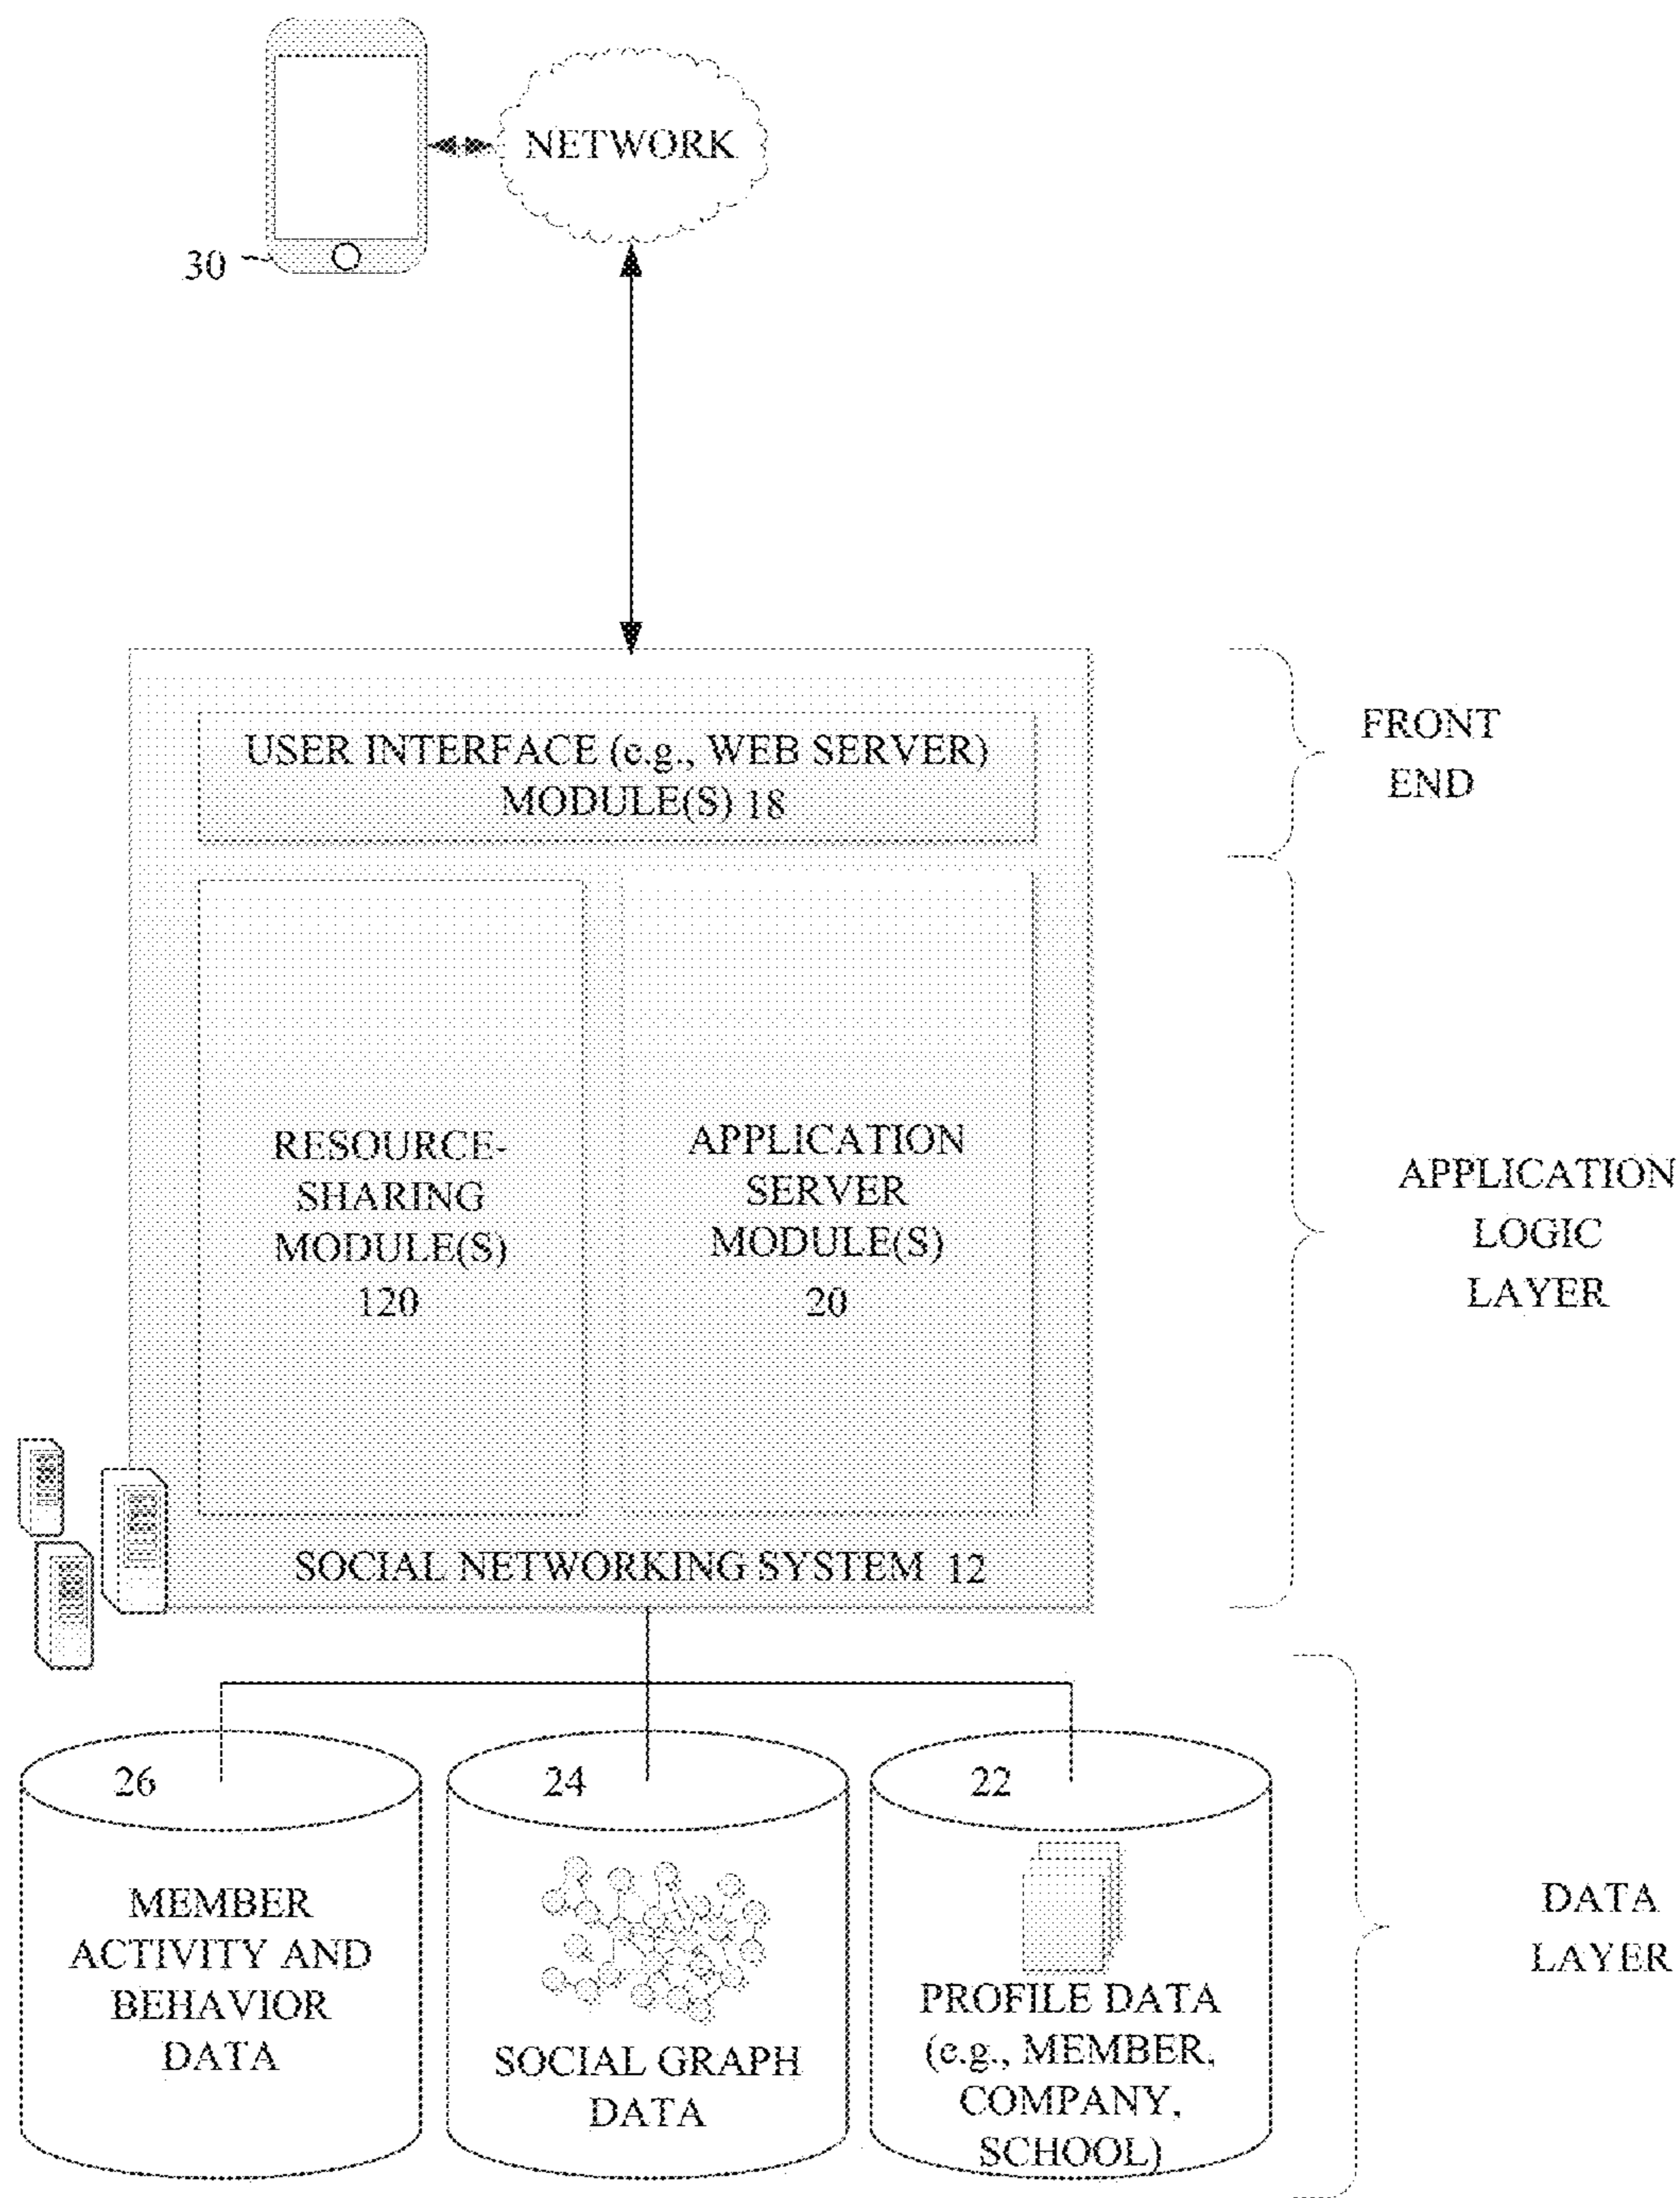 NETWORK
30
USER INTERFACE (e.g., WEB SERVER)
MODULE(S) 18
FRONT
END
RESOURCE-
SHARING
MODULE(S)
120
APPLICATION
SERVER
MODULE(S)
20
APPLICATION
LOGIC
LAYER
SOCIAL NETWORKING SYSTEM 12
26
MEMBER
ACTIVITY AND
BEHAVIOR
DATA
24
SOCIAL GRAPH
DATA
22
PROFILE DATA
(e.g., MEMBER,
COMPANY,
SCHOOL)
DATA
LAYER